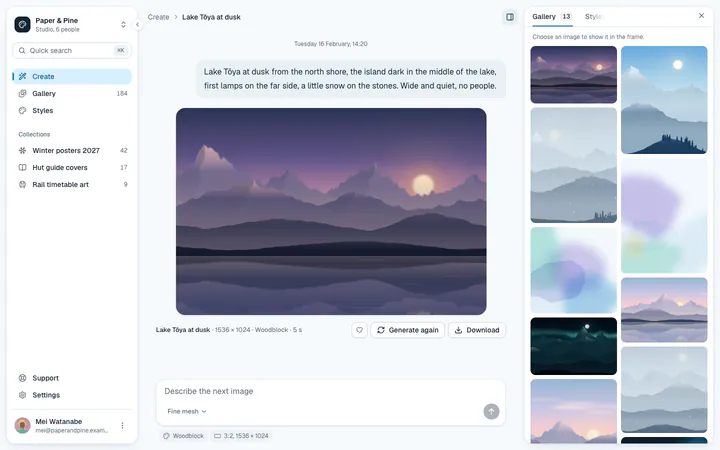 Paper & Pine
Studio, 6 people
Quick search
⌘K
Create
Gallery
184
Styles
Collections
Winter posters 2027
42
Hut guide covers
17
Rail timetable art
9
Support
Settings
Mei Watanabe
mei@paperandpine.exam…
Create
Lake Tōya at dusk
Tuesday 16 February, 14:20
Lake Tōya at dusk from the north shore, the island dark in the middle of the lake,
first lamps on the far side, a little snow on the stones. Wide and quiet, no people.
Lake Tōya at dusk · 1536 × 1024 · Woodblock · 5 s
Generate again
Download
Describe the next image
Fine mesh
Woodblock
3:2, 1536 × 1024
Gallery
13
Style
Choose an image to show it in the frame.